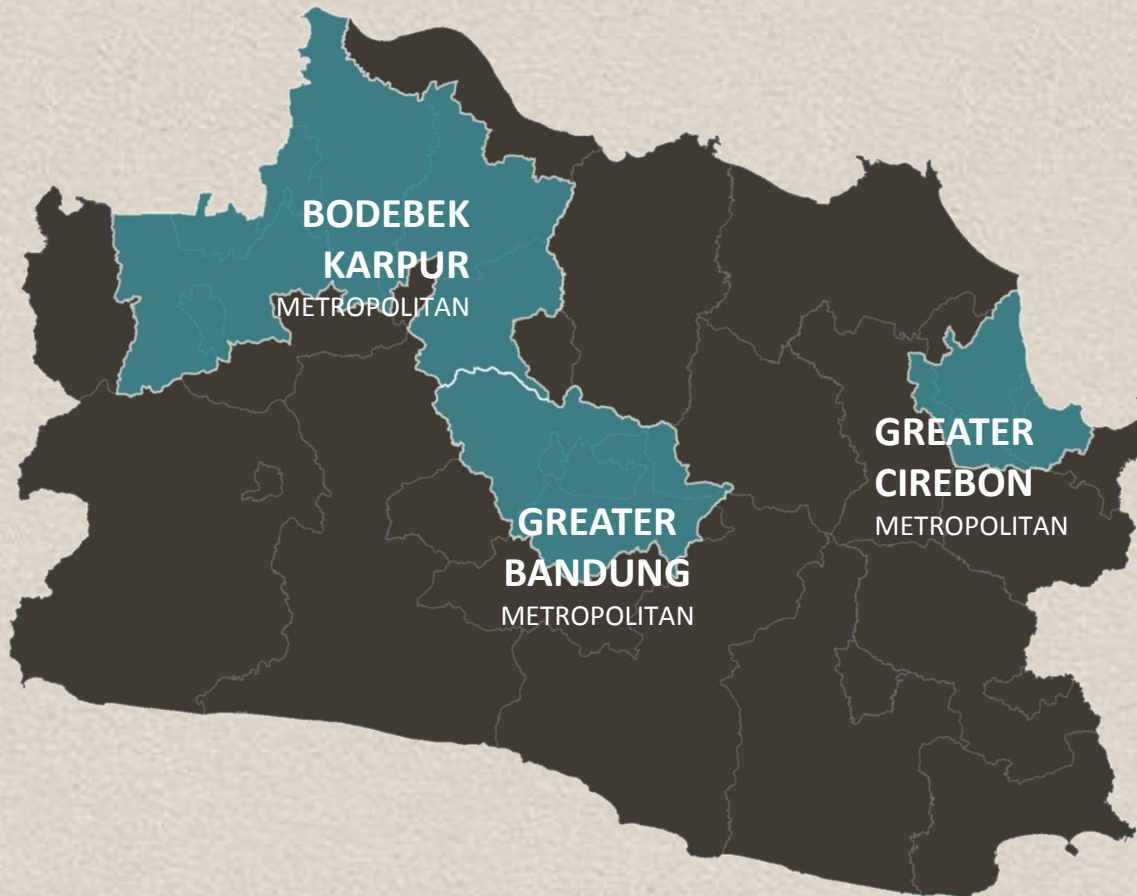 BODEBEK
KARPUR
METROPOLITAN
GREATER
BANDUNG
METROPOLITAN
GREATER
CIREBON
METROPOLITAN